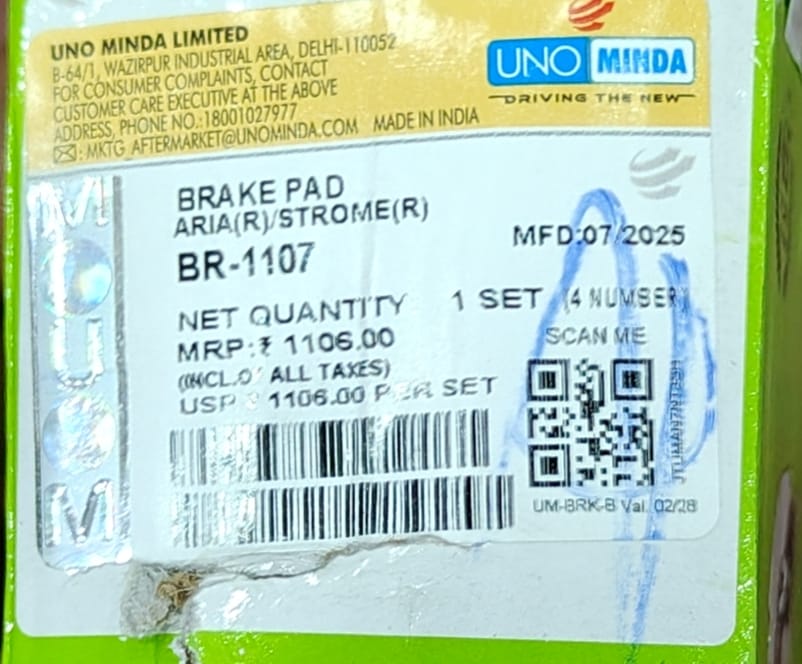 UNO MINDA LIMITED
B-64/1, WAZIRPUR INDUSTRIAL AREA, DELHI-110052
FOR CONSUMER COMPLAINTS, CONTACT
CUSTOMER CARE EXECUTIVE AT THE ABOVE
ADDRESS, PHONE NO.:18001027977
✉: MKTG_AFTERMARKET@UNOMINDA.COM MADE IN INDIA
UNO MINDA
DRIVING THE NEW
BRAKE PAD
ARIA(R)/STROME(R)
BR-1107
MFD:07/2025
NET QUANTITY 1 SET (4 NUMBER)
MRP:₹ 1106.00
(INCL.OF ALL TAXES)
USP ₹ 1106.00 PER SET
SCAN ME
UM-BRK-B Val. 02/28